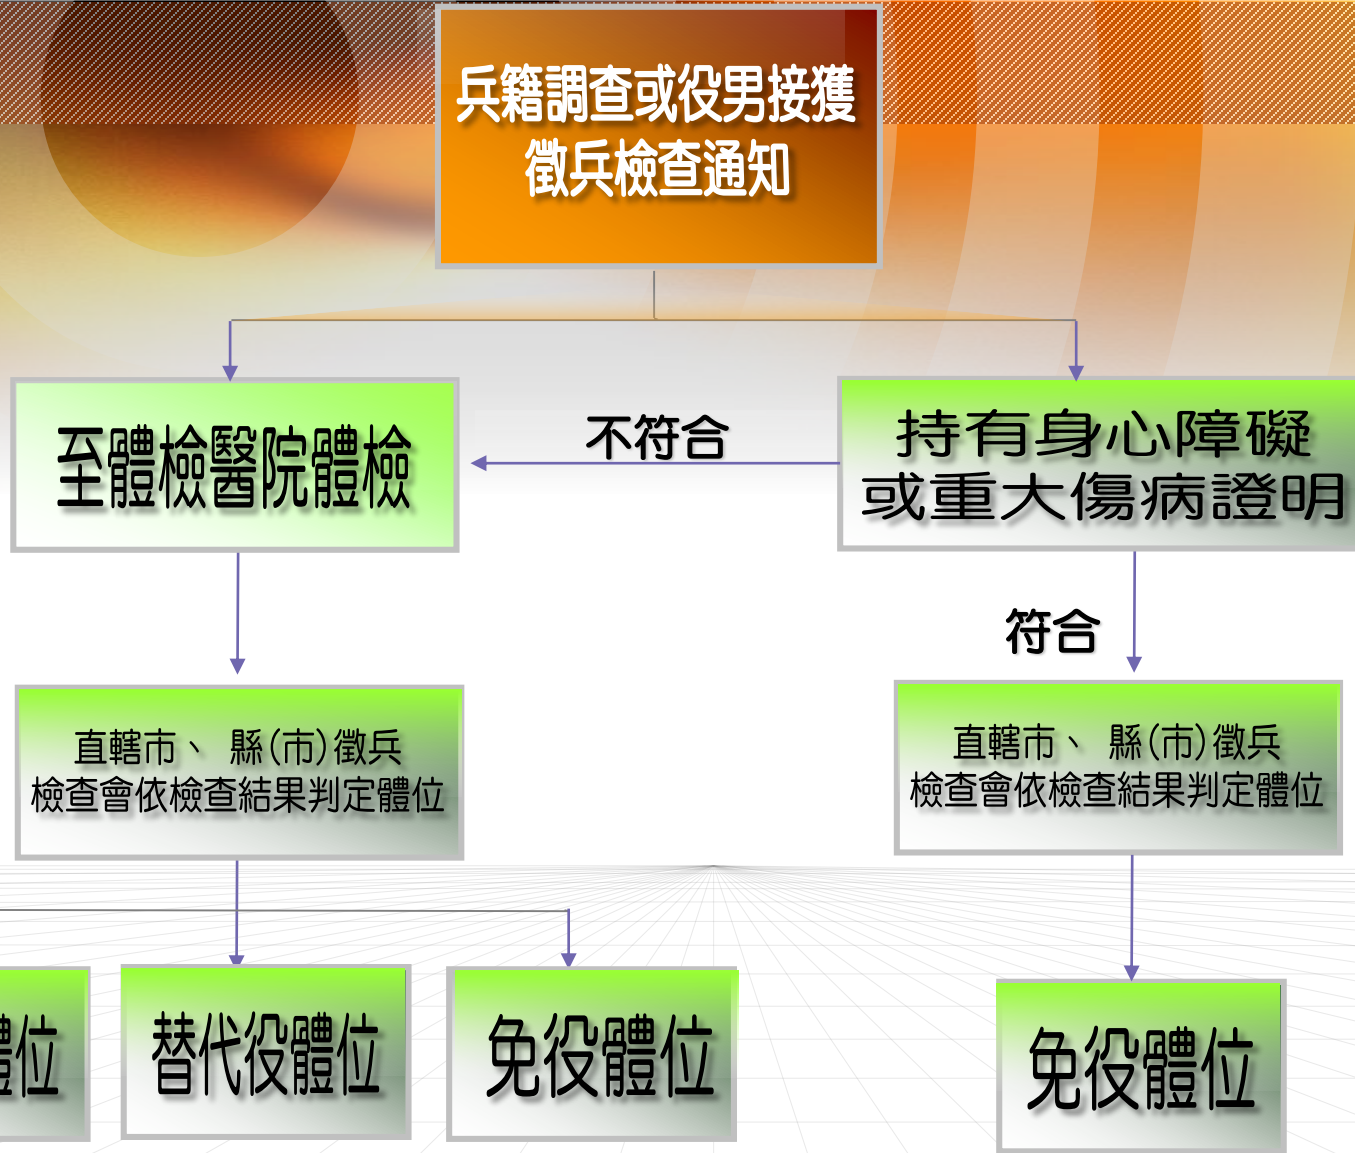 兵籍調查或役男接獲
徵兵檢查通知
至體檢醫院體檢
不符合
持有身心障礙
或重大傷病證明
符合
直轄市、 縣(市)徵兵
檢查會依檢查結果判定體位
直轄市、 縣(市)徵兵
檢查會依檢查結果判定體位
體位
替代役體位
免役體位
免役體位